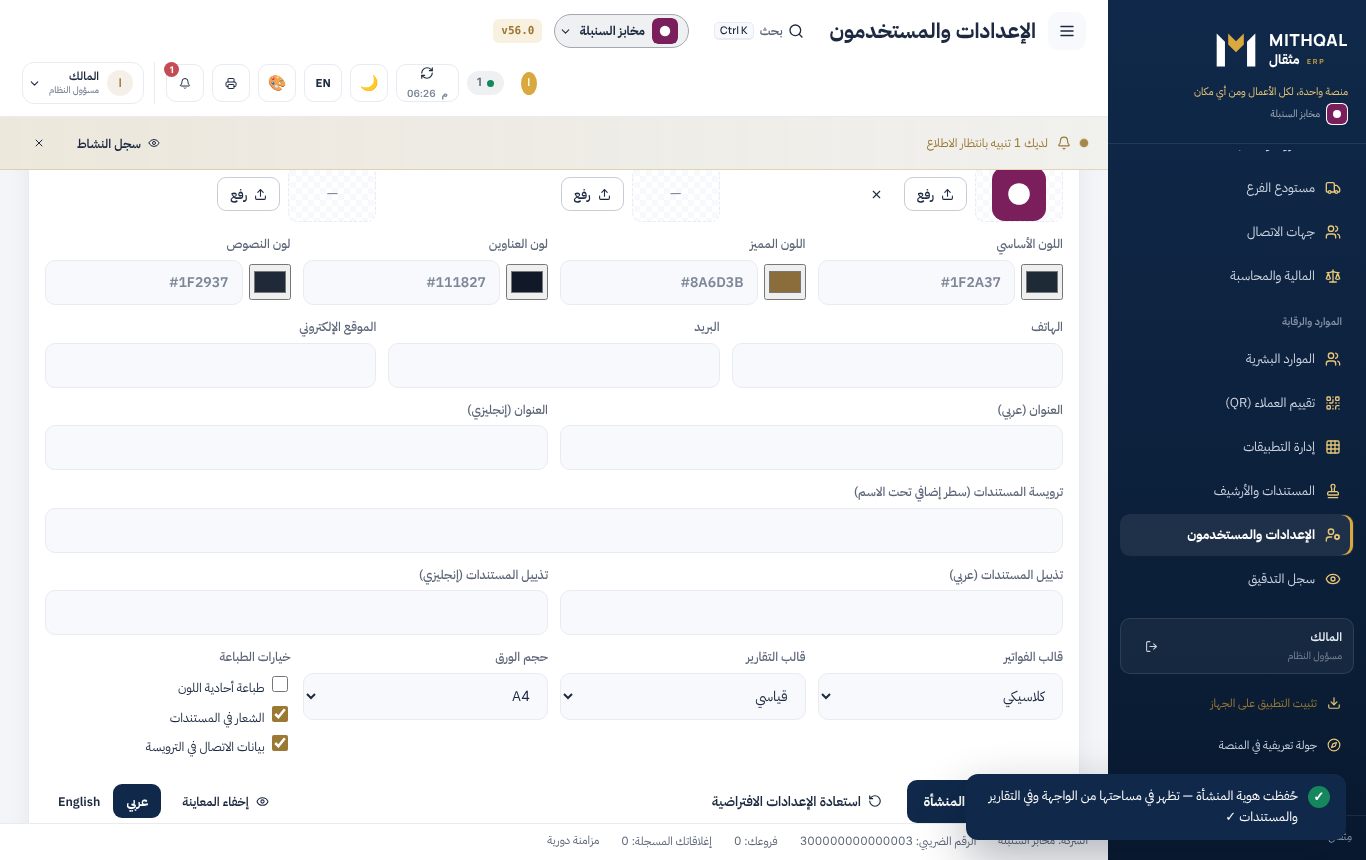 MITHQAL
مثقال ERP
منصة واحدة، لكل الأعمال ومن أي مكان
مخابز السنبلة
مستودع الفرع
جهات الاتصال
المالية والمحاسبة
الموارد والرقابة
الموارد البشرية
تقييم العملاء (QR)
إدارة التطبيقات
المستندات والأرشيف
الإعدادات والمستخدمون
سجل التدقيق
المالك
مسؤول النظام
تثبيت التطبيق على الجهاز
جولة تعريفية في المنصة
الإعدادات والمستخدمون
بحث Ctrl K
مخابز السنبلة
v56.0
ا
1
06:26 م
EN
1
ا المالك
مسؤول النظام
لديك 1 تنبيه بانتظار الاطلاع
سجل النشاط
رفع
— رفع
— رفع
اللون الأساسي اللون المميز لون العناوين لون النصوص
#1F2A37 #8A6D3B #111827 #1F2937
الهاتف البريد الموقع الإلكتروني
العنوان (عربي) العنوان (إنجليزي)
ترويسة المستندات (سطر إضافي تحت الاسم)
تذييل المستندات (عربي) تذييل المستندات (إنجليزي)
قالب الفواتير قالب التقارير حجم الورق خيارات الطباعة
كلاسيكي قياسي A4
طباعة أحادية اللون
الشعار في المستندات
بيانات الاتصال في الترويسة
المنشأة استعادة الإعدادات الافتراضية إخفاء المعاينة عربي English
حُفظت هوية المنشأة — تظهر في مساحتها من الواجهة وفي التقارير
والمستندات ✓
الرقم الضريبي: 300000000000003 فروعك: 0 إغلاقاتك المسجلة: 0 مزامنة دورية